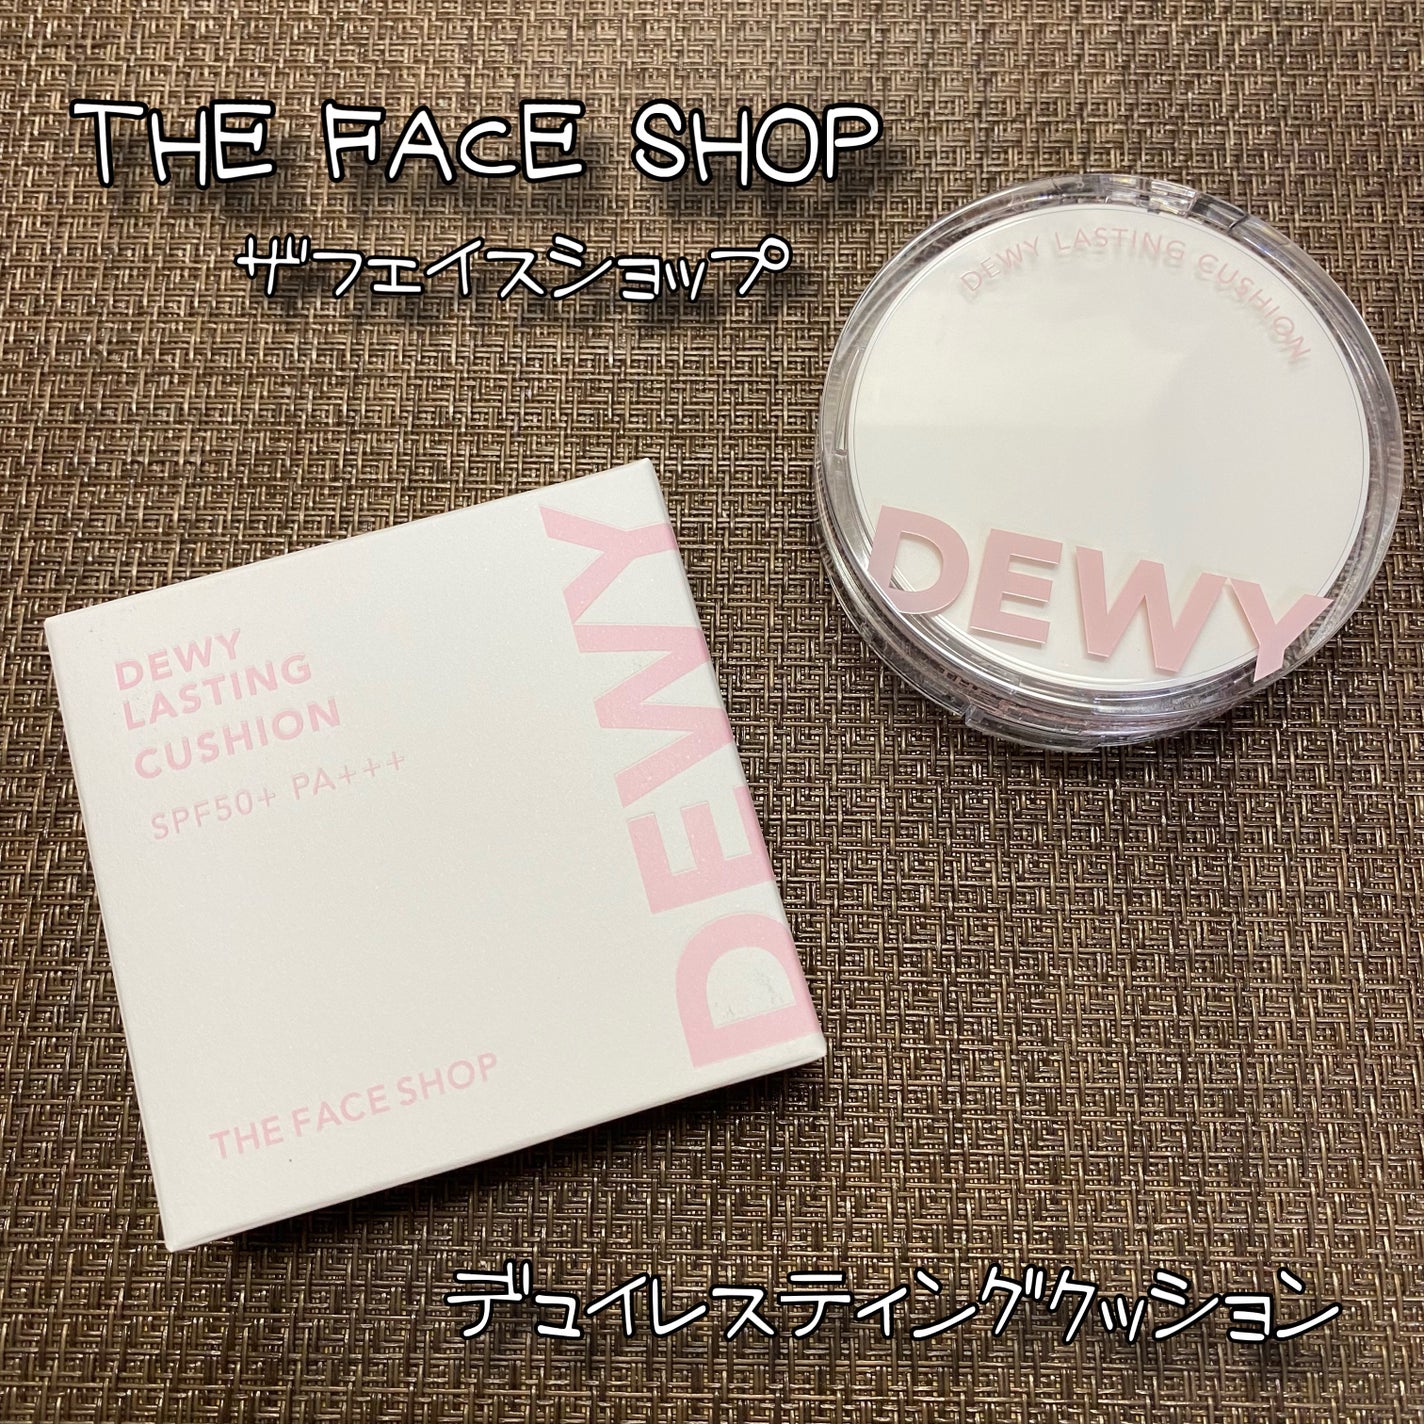 THE FACE SHOP
ザフェイスショップ
DEWY LASTING CUSHION
DEWY
DEWY
LASTING
CUSHION
SPF50+ PA+++
DEWY
THE FACE SHOP
デュイレスティングクッション